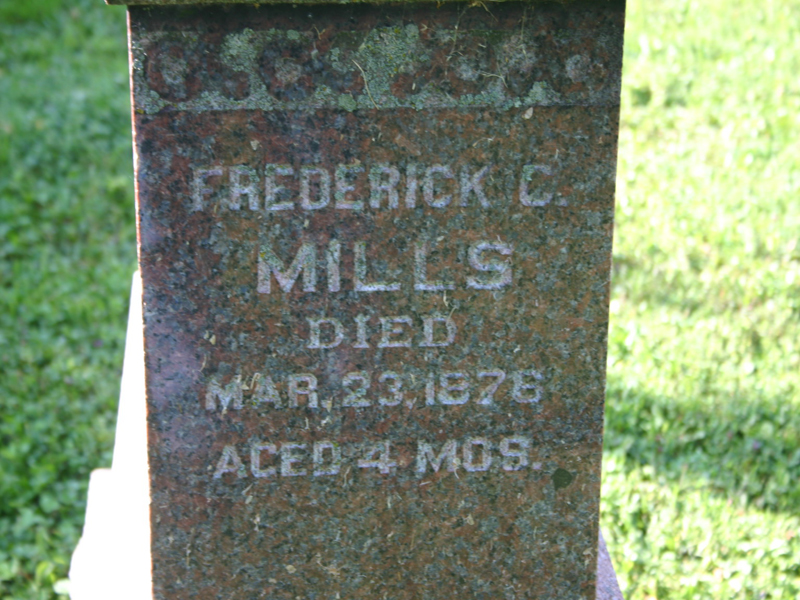 FREDERICK C.
MILLS
DIED
MAR. 23, 1876
AGED 4 MOS.